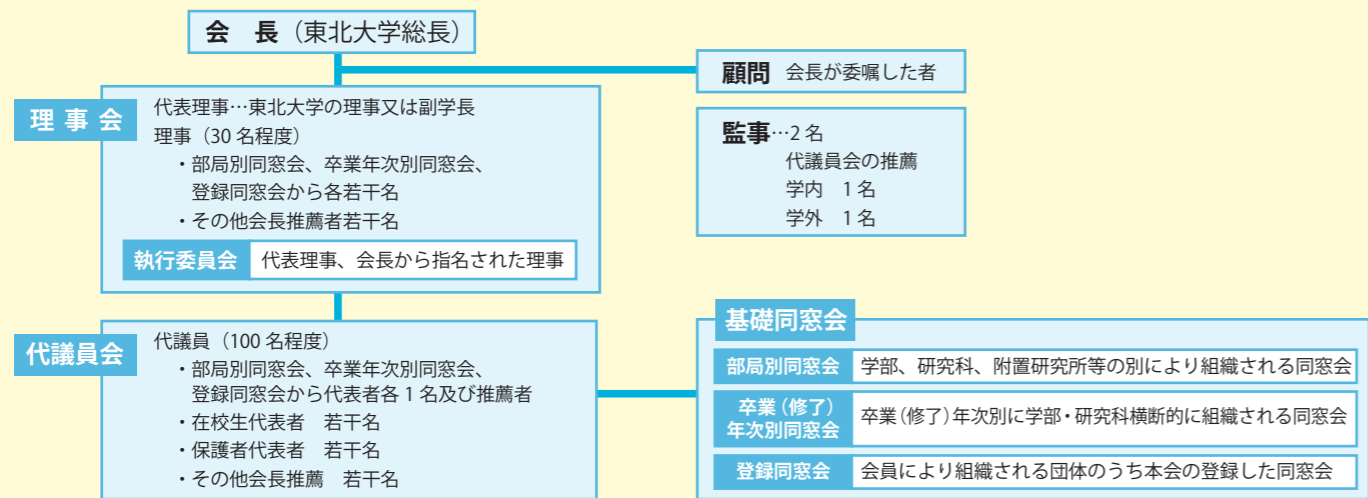 会　長（東北大学総長）
顧問　会長が委嘱した者
監事…2 名
代議員会の推薦
学内　1 名
学外　1 名
理 事 会
代表理事…東北大学の理事又は副学長
理事（30 名程度）
・部局別同窓会、卒業年次別同窓会、
登録同窓会から各若干名
・その他会長推薦者若干名
執行委員会　代表理事、会長から指名された理事
代議員会
代議員（100 名程度）
・部局別同窓会、卒業年次別同窓会、
登録同窓会から代表者各 1 名及び推薦者
・在校生代表者　若干名
・保護者代表者　若干名
・その他会長推薦　若干名
基礎同窓会
部局別同窓会　学部、研究科、附置研究所等の別により組織される同窓会
卒業（修了）
年次別同窓会
卒業（修了）年次別に学部・研究科横断的に組織される同窓会
登録同窓会　会員により組織される団体のうち本会の登録した同窓会